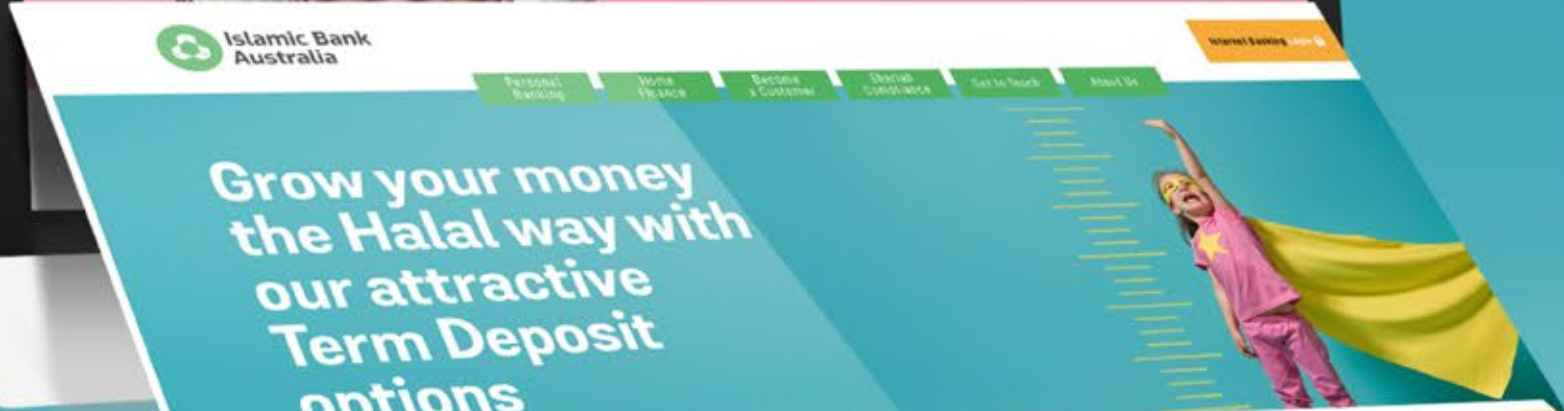 Islamic Bank
Australia
Internet Banking Login
Personal
Banking
Home
Finance
Become
a Customer
Shariah
Compliance
Get In Touch
About Us
Grow your money
the Halal way with
our attractive
Term Deposit
options